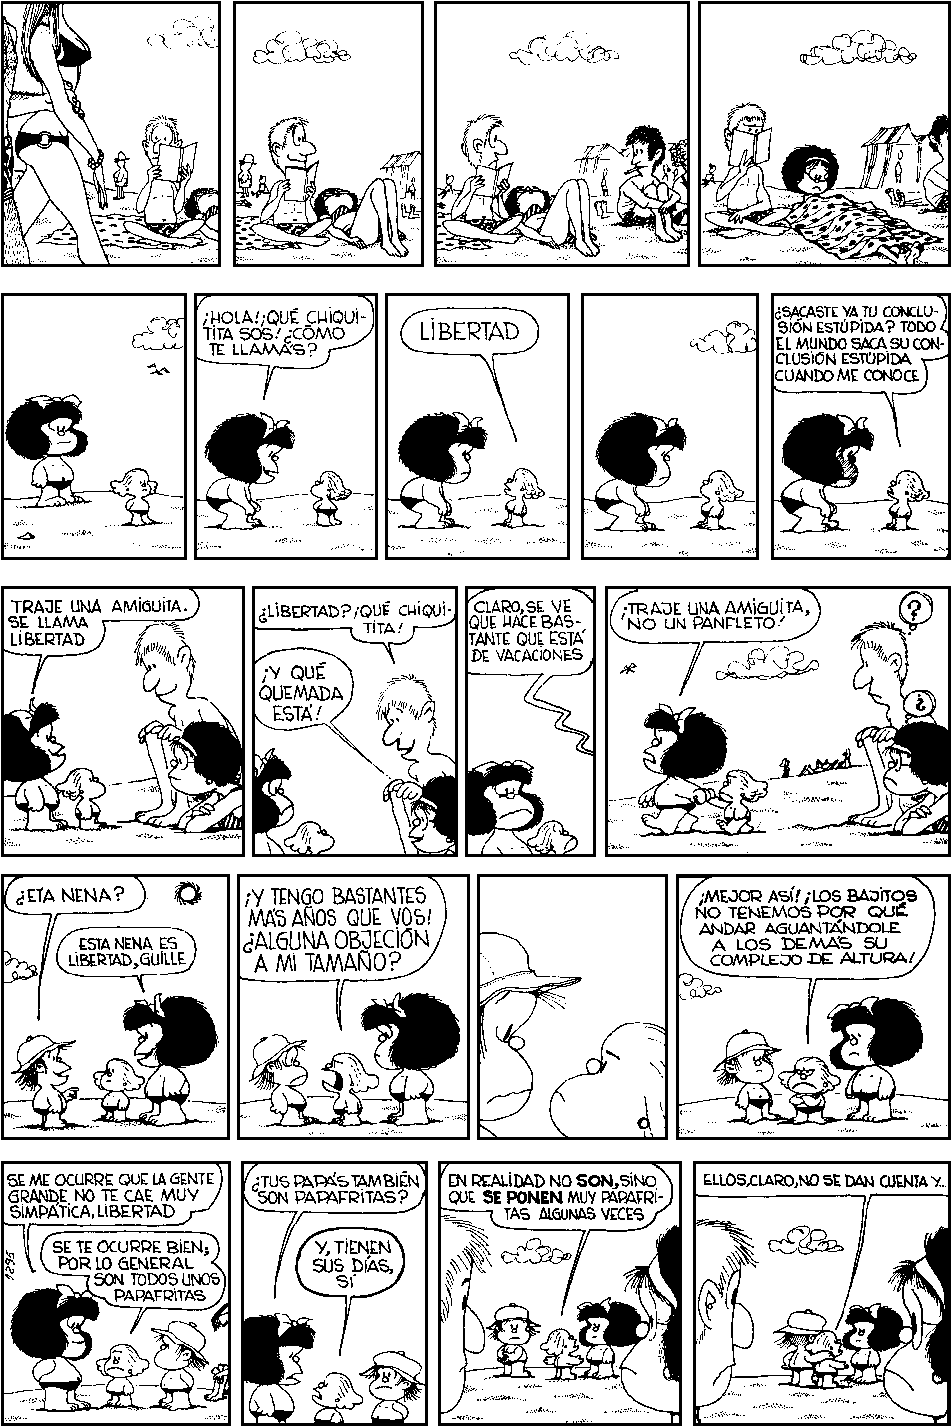 ¡HOLA! ¡QUÉ CHIQUI-
TITA SOS! ¿CÓMO
TE LLAMÁS?
LIBERTAD
¿SACASTE YA TU CONCLU-
SIÓN ESTÚPIDA? TODO
EL MUNDO SACA SU CON-
CLUSIÓN ESTÚPIDA
CUANDO ME CONOCE
TRAJE UNA AMIGUITA.
SE LLAMA
LIBERTAD
¿LIBERTAD? ¡QUÉ CHIQUI-
TITA!
¡Y QUÉ
QUEMADA
ESTÁ!
CLARO, SE VE
QUE HACE BAS-
TANTE QUE ESTÁ
DE VACACIONES
¡TRAJE UNA AMIGUITA,
NO UN PANFLETO!
?
?
¿ETA NENA?
ESTA NENA ES
LIBERTAD, GUILLE
¡Y TENGO BASTANTES
MÁS AÑOS QUE VOS!
¿ALGUNA OBJECIÓN
A MI TAMAÑO?
¡MEJOR ASÍ! ¡LOS BAJITOS
NO TENEMOS POR QUÉ
ANDAR AGUANTÁNDOLE
A LOS DEMÁS SU
COMPLEJO DE ALTURA!
SE ME OCURRE QUE LA GENTE
GRANDE NO TE CAE MUY
SIMPÁTICA, LIBERTAD
SE TE OCURRE BIEN;
POR LO GENERAL
SON TODOS UNOS
PAPAFRITAS
1295
¿TUS PAPÁS TAMBIÉN
SON PAPAFRITAS?
Y, TIENEN
SUS DÍAS,
SÍ
EN REALIDAD NO SON, SINO
QUE SE PONEN MUY PAPAFRI-
TAS ALGUNAS VECES
ELLOS, CLARO, NO SE DAN CUENTA Y...